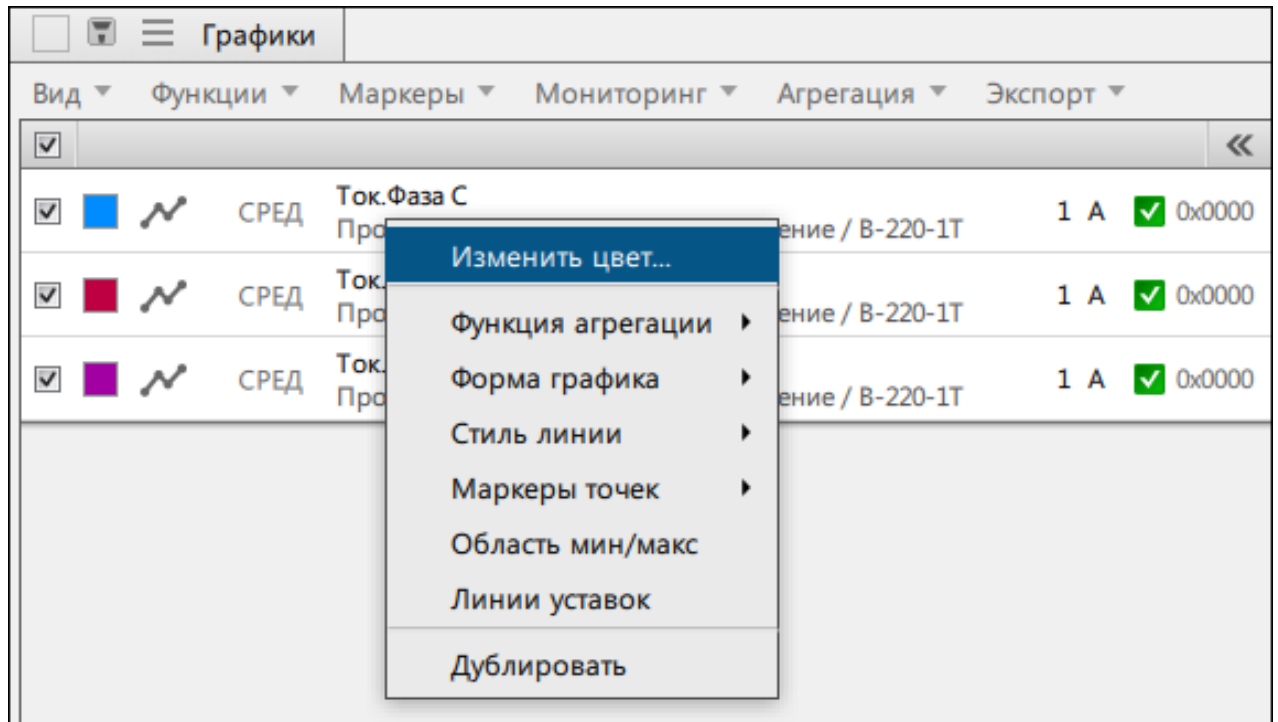 Графики
Вид Функции Маркеры Мониторинг Агрегация Экспорт
СРЕД Ток.Фаза С 1 А 0x0000
Про ение / В-220-1Т
Изменить цвет...
СРЕД Ток. 1 А 0x0000
Про ение / В-220-1Т
Функция агрегации
СРЕД Ток. 1 А 0x0000
Про ение / В-220-1Т
Форма графика
Стиль линии
Маркеры точек
Область мин/макс
Линии уставок
Дублировать